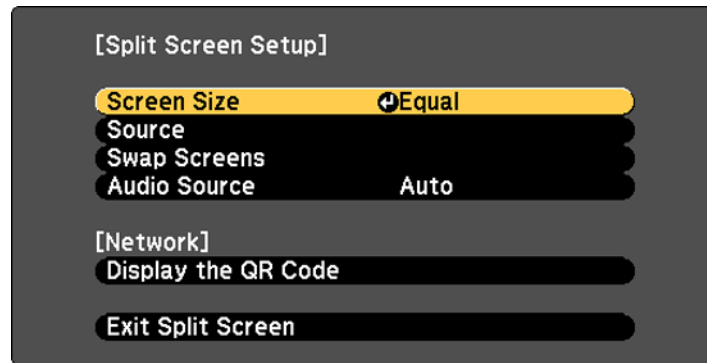 [Split Screen Setup]
Screen Size Equal
Source
Swap Screens
Audio Source Auto
[Network]
Display the QR Code
Exit Split Screen